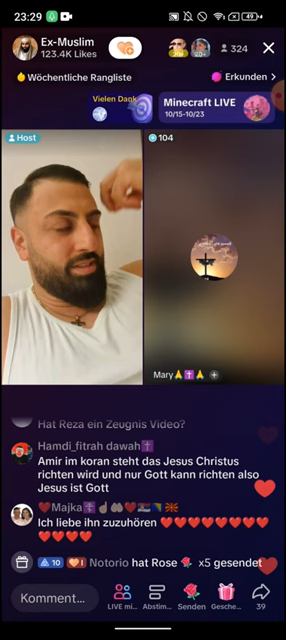 23:29
49
Ex-Muslim
123.4K Likes
324
Wöchentliche Rangliste
Erkunden >
Vielen Dank
Minecraft LIVE
10/15-10/23
Host
104
Mary🙏✝️🙏
Hat Reza ein Zeugnis Video?
Hamdi_fitrah dawah✝️
Amir im koran steht das Jesus Christus
richten wird und nur Gott kann richten also
Jesus ist Gott
❤️Majka✝️☝🏻🤲🏻❤️🇷🇸🇧🇦🇲🇰
Ich liebe ihn zuzuhören ❤️❤️❤️❤️❤️❤️❤️❤️
❤️❤️❤️❤️
10 1 Notorio hat Rose 🌹 x5 gesendet
Komment...
LIVE mi...
Abstim...
Senden
Gesche...
39